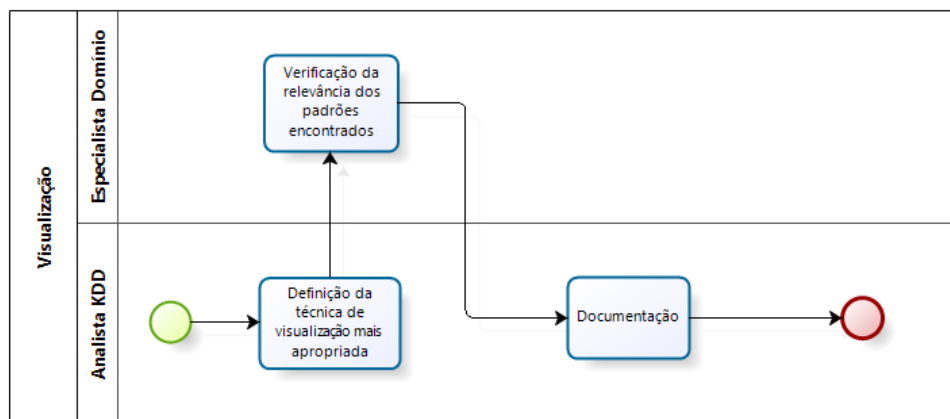 Visualização
Especialista Domínio
Verificação da
relevância dos
padrões
encontrados
Analista KDD
Definição da
técnica de
visualização mais
apropriada
Documentação